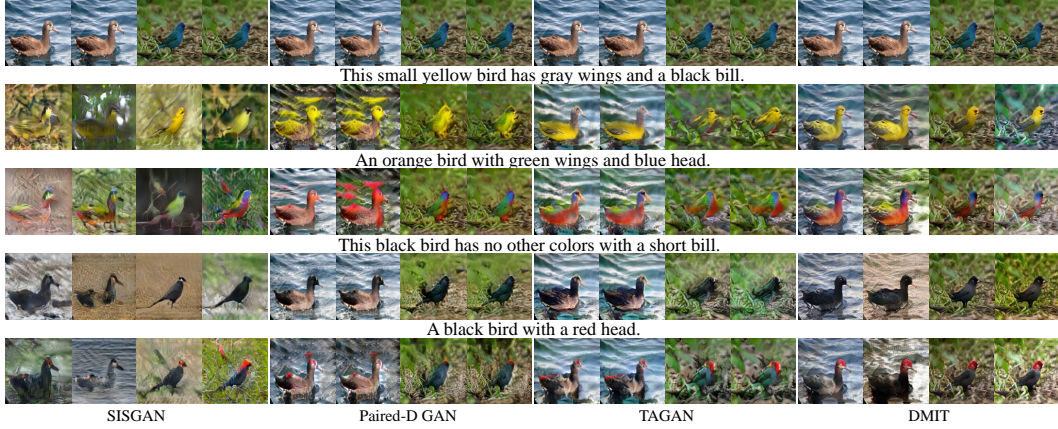 This small yellow bird has gray wings and a black bill.
An orange bird with green wings and blue head.
This black bird has no other colors with a short bill.
A black bird with a red head.
SISGAN Paired-D GAN TAGAN DMIT